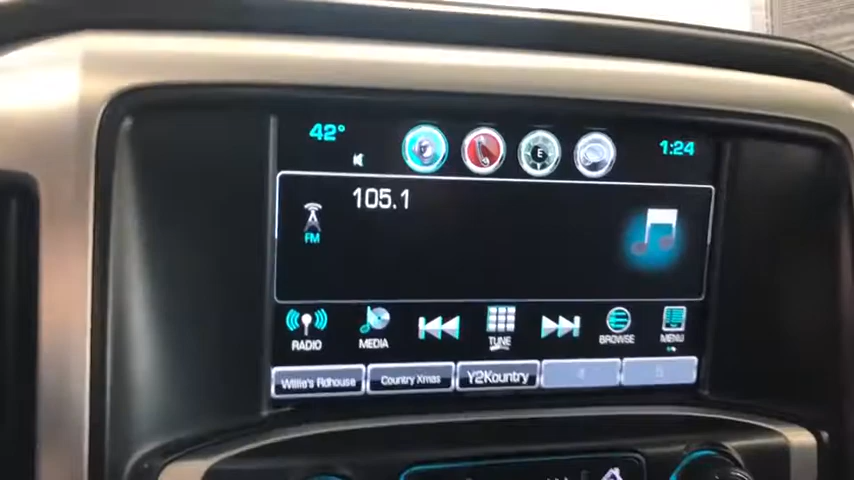 42° E 1:24
105.1
FM
RADIO MEDIA TUNE BROWSE MENU
Willie's Rdhouse Country Xmas Y2Kountry 4 5